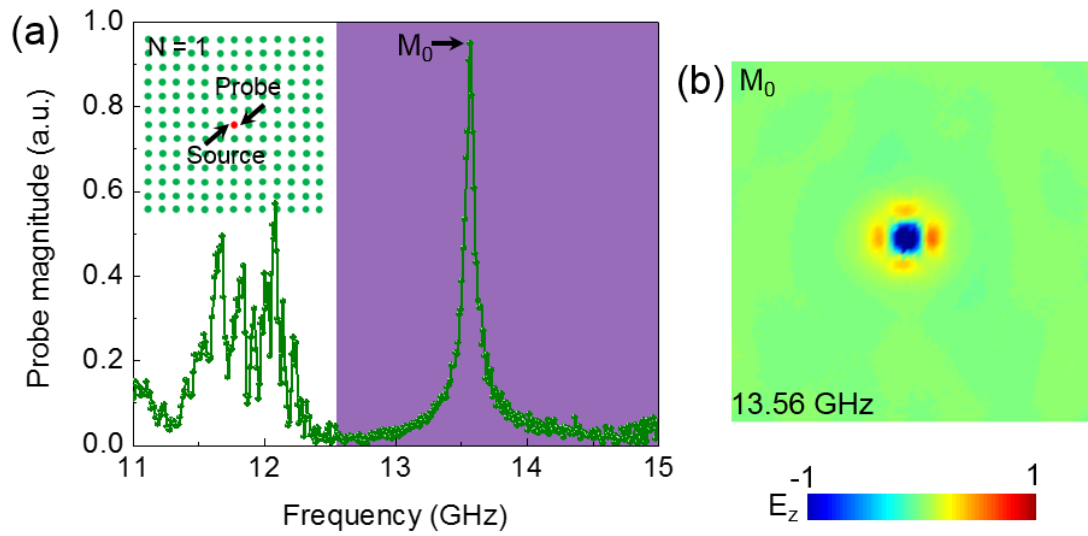 (a)
Probe magnitude (a.u.)
1.0
0.8
0.6
0.4
0.2
0.0
N = 1
Probe
Source
M₀
11
12
13
14
15
Frequency (GHz)
(b)
M₀
13.56 GHz
-1
1
E_z